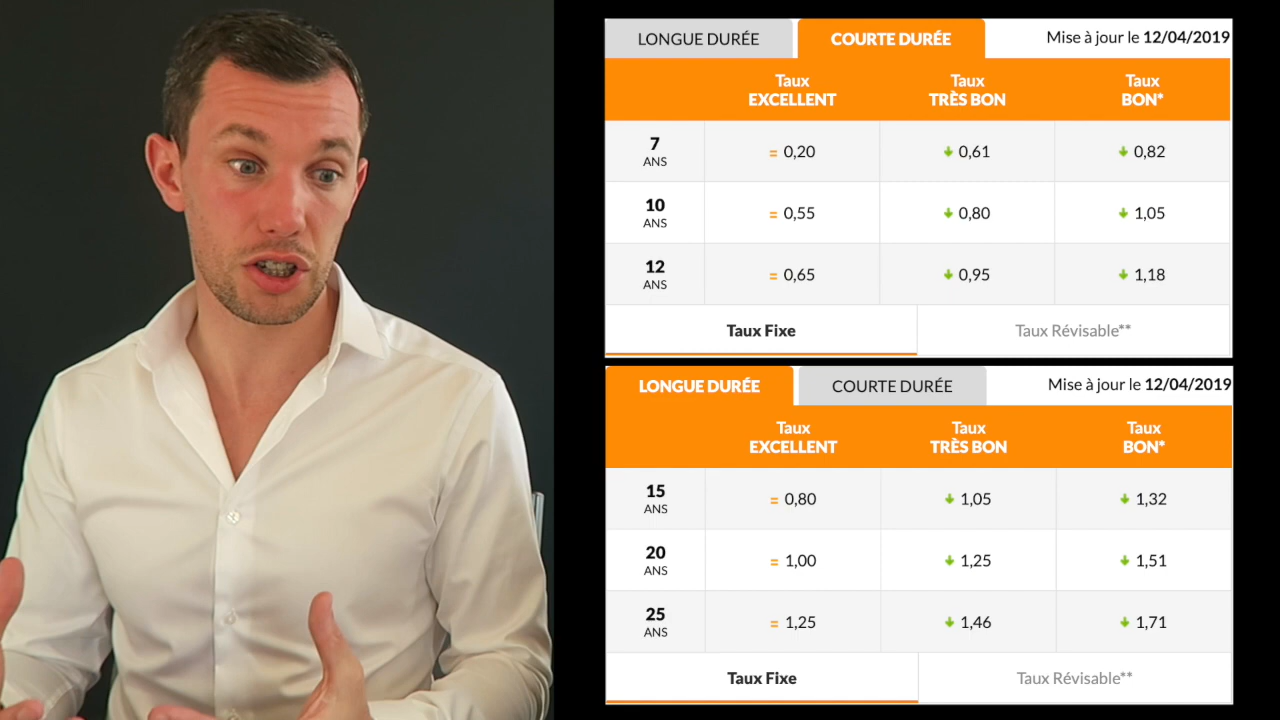 LONGUE DURÉE COURTE DURÉE Mise à jour le 12/04/2019
Taux Taux Taux
EXCELLENT TRÈS BON BON*
7
ANS = 0,20 0,61 0,82
10
ANS = 0,55 0,80 1,05
12
ANS = 0,65 0,95 1,18
Taux Fixe Taux Révisable**
LONGUE DURÉE COURTE DURÉE Mise à jour le 12/04/2019
Taux Taux Taux
EXCELLENT TRÈS BON BON*
15
ANS = 0,80 1,05 1,32
20
ANS = 1,00 1,25 1,51
25
ANS = 1,25 1,46 1,71
Taux Fixe Taux Révisable**